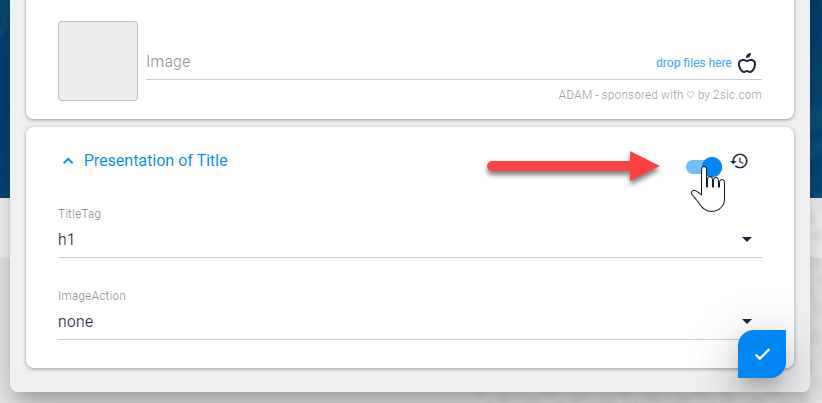 Image
drop files here
ADAM - sponsored with ♡ by 2sic.com
Presentation of Title
TitleTag
h1
ImageAction
none